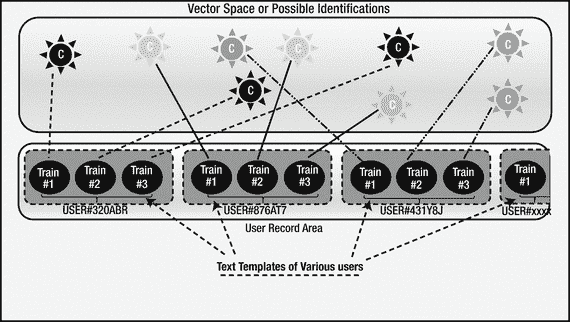 Vector Space or Possible Identifications
C C C C C C
C C C
Train #1 Train #2 Train #3 Train #1 Train #2 Train #3 Train #1 Train #2 Train #3 Train #1
USER#320ABR USER#876AT7 USER#431Y8J USER#xxxx
User Record Area
Text Templates of Various users